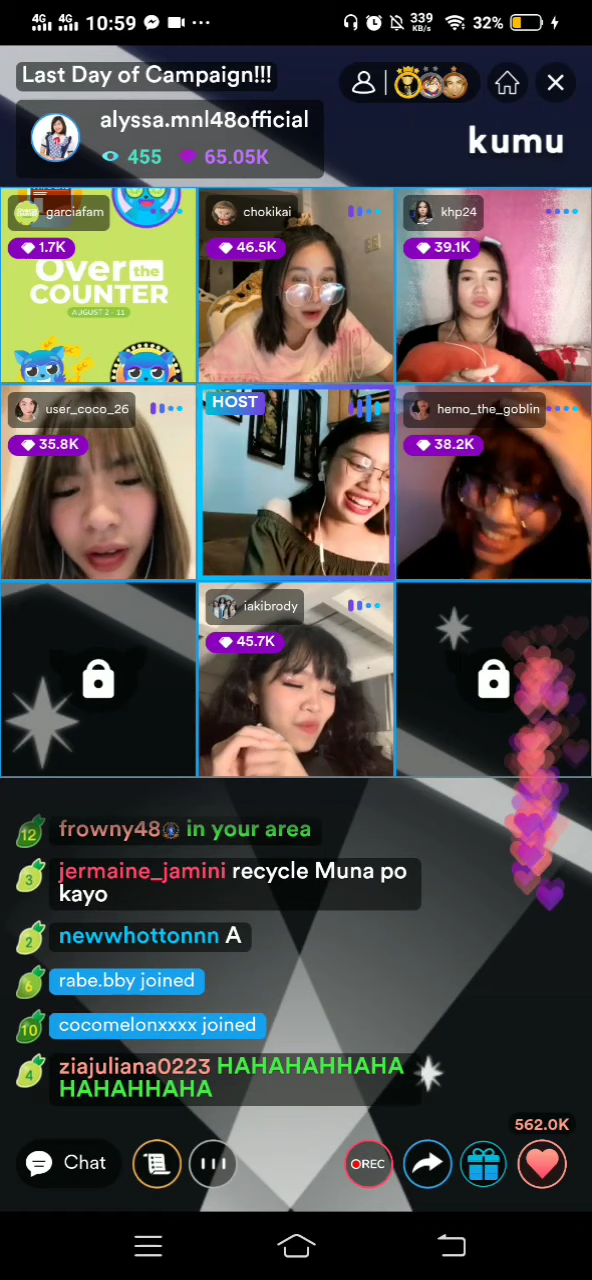 4G 4G 10:59 ... 339 KB/s 32%
Last Day of Campaign!!!
alyssa.mnl48official
455 65.05K
kumu
garciafam
1.7K
Over the
COUNTER
AUGUST 2 - 11
chokikai
46.5K
khp24
39.1K
user_coco_26
35.8K
HOST
hemo_the_goblin
38.2K
iakibrody
45.7K
12 frowny48 in your area
3 jermaine_jamini recycle Muna po
kayo
2 newwhottonnn A
6 rabe.bby joined
10 cocomelonxxxx joined
4 ziajuliana0223 HAHAHAHHAHA
HAHAHHAHA
562.0K
Chat
REC